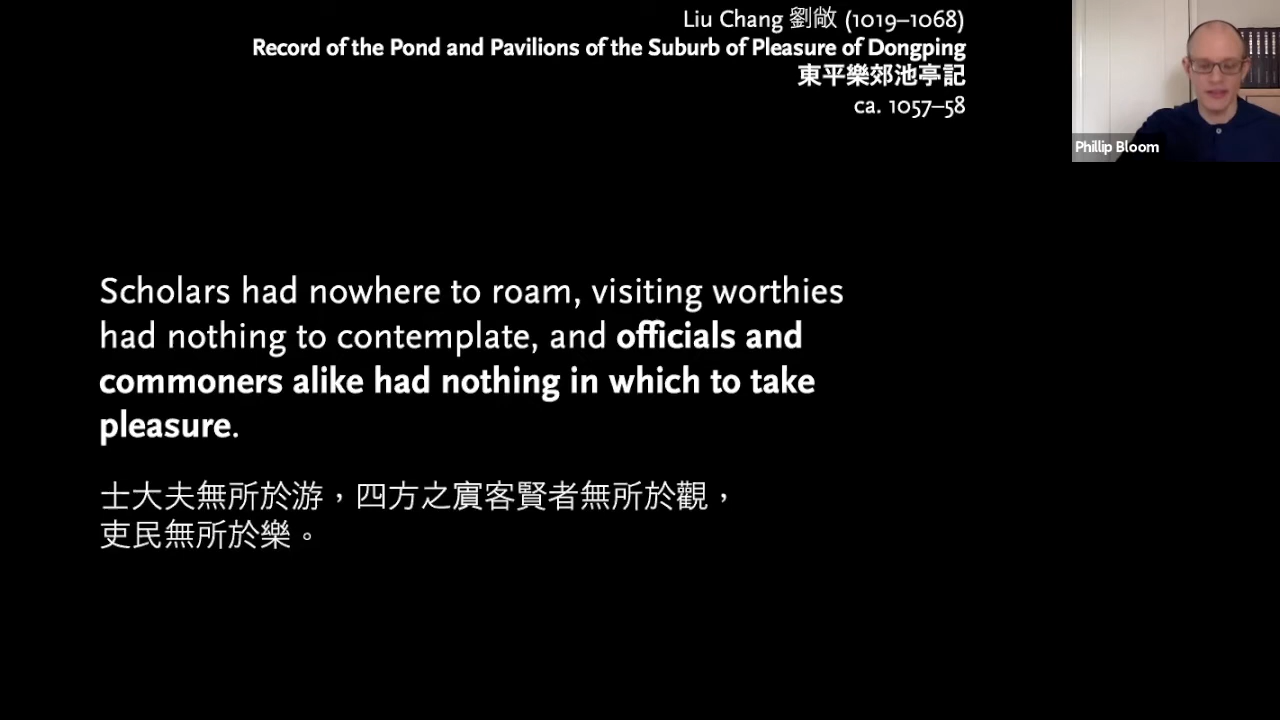 Liu Chang 劉敞 (1019–1068)
Record of the Pond and Pavilions of the Suburb of Pleasure of Dongping
東平樂郊池亭記
ca. 1057–58
Phillip Bloom
Scholars had nowhere to roam, visiting worthies
had nothing to contemplate, and officials and
commoners alike had nothing in which to take
pleasure.
士大夫無所於游，四方之賓客賢者無所於觀，
吏民無所於樂。